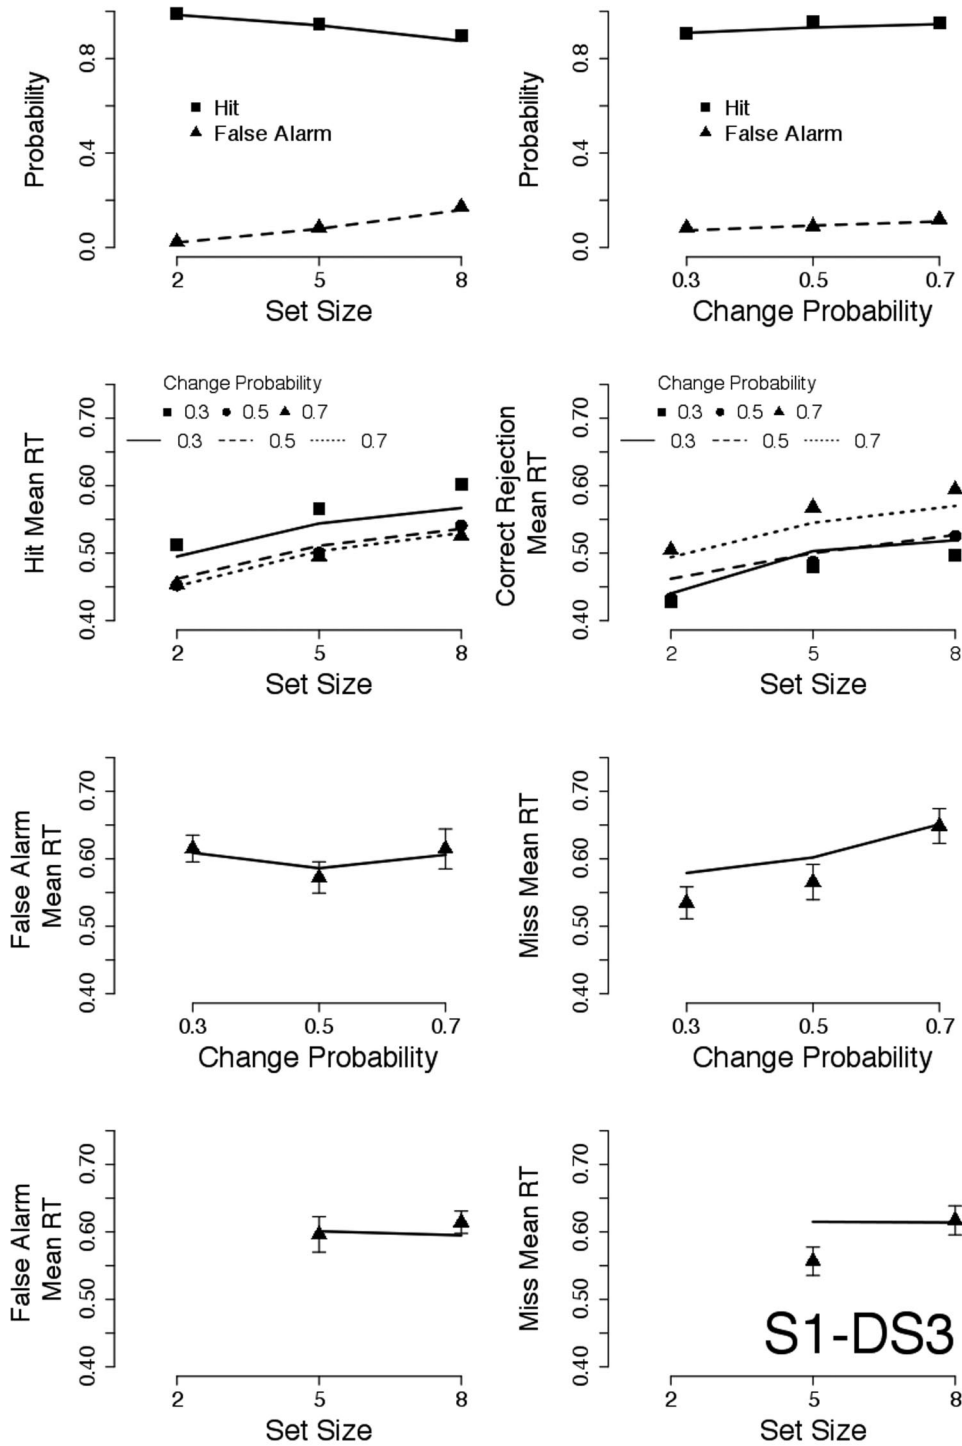 Probability
0.0
0.4
0.8
Hit
False Alarm
2
5
8
Set Size
Probability
0.0
0.4
0.8
Hit
False Alarm
0.3
0.5
0.7
Change Probability
Hit Mean RT
0.40
0.50
0.60
0.70
Change Probability
0.3 0.5 0.7
0.3 0.5 0.7
2
5
8
Set Size
Correct Rejection
Mean RT
0.40
0.50
0.60
0.70
Change Probability
0.3 0.5 0.7
0.3 0.5 0.7
2
5
8
Set Size
False Alarm
Mean RT
0.40
0.50
0.60
0.70
0.3
0.5
0.7
Change Probability
Miss Mean RT
0.40
0.50
0.60
0.70
0.3
0.5
0.7
Change Probability
False Alarm
Mean RT
0.40
0.50
0.60
0.70
2
5
8
Set Size
Miss Mean RT
0.40
0.50
0.60
0.70
S1-DS3
2
5
8
Set Size